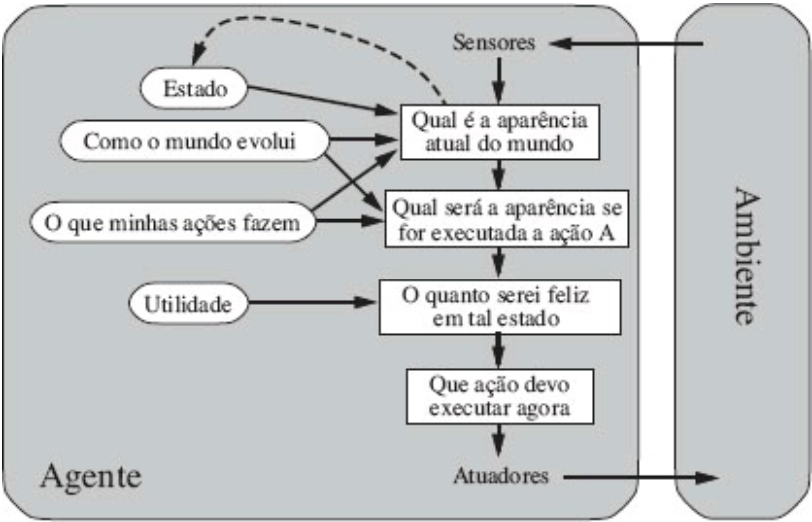 Sensores
Estado
Qual é a aparência
atual do mundo
Como o mundo evolui
Qual será a aparência se
for executada a ação A
O que minhas ações fazem
O quanto serei feliz
em tal estado
Utilidade
Que ação devo
executar agora
Agente
Atuadores
Ambiente